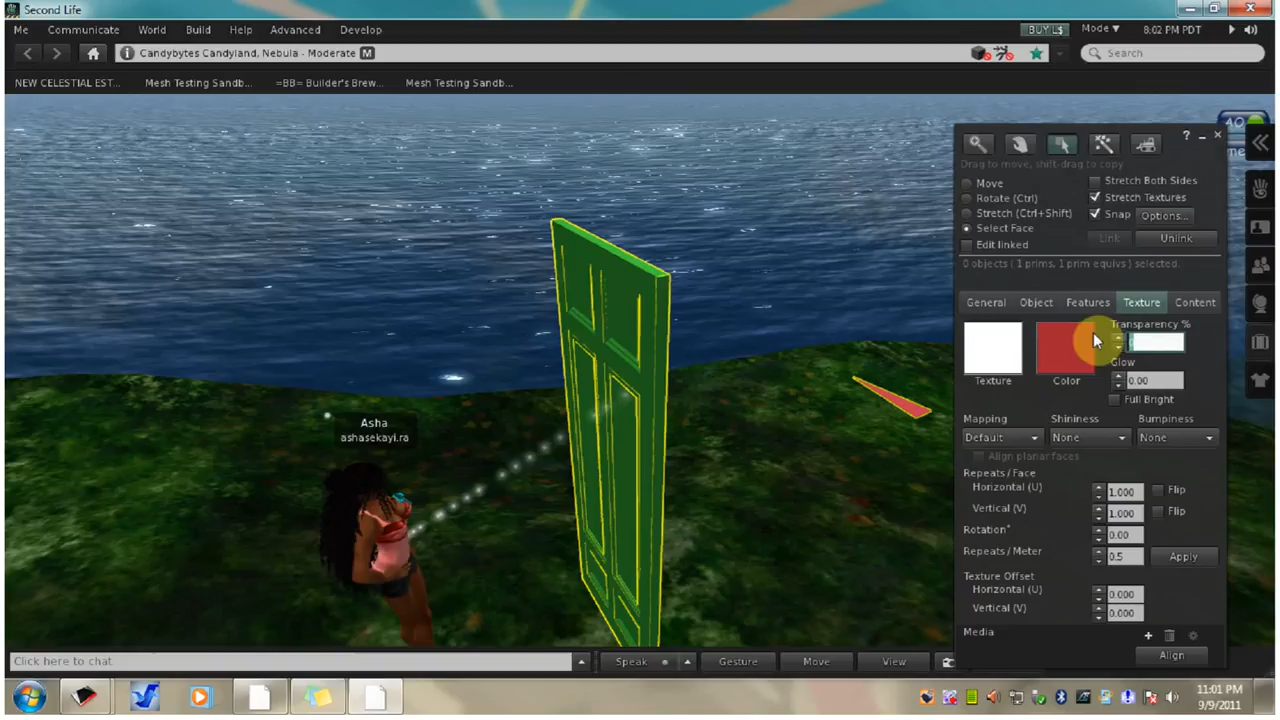 Second Life
Me Communicate World Build Help Advanced Develop BUY L$ Mode 8:02 PM PDT
Candybytes Candyland, Nebula - Moderate M Search
NEW CELESTIAL EST... Mesh Testing Sandb... =BB= Builder's Brew... Mesh Testing Sandb...
AO
?
Drag to move, shift-drag to copy
Move Stretch Both Sides
Rotate (Ctrl) Stretch Textures
Stretch (Ctrl+Shift) Snap Options...
Select Face
Edit linked Link Unlink
0 objects ( 1 prims, 1 prim equivs ) selected.
General Object Features Texture Content
Transparency %
Glow
Texture Color 0.00
Full Bright
Mapping Shininess Bumpiness
Default None None
Align planar faces
Repeats / Face
Horizontal (U) 1.000 Flip
Vertical (V) 1.000 Flip
Rotation° 0.00
Repeats / Meter 0.5 Apply
Texture Offset
Horizontal (U) 0.000
Vertical (V) 0.000
Media
Align
Asha
ashasekayi.ra
Click here to chat Speak Gesture Move View
11:01 PM
9/9/2011